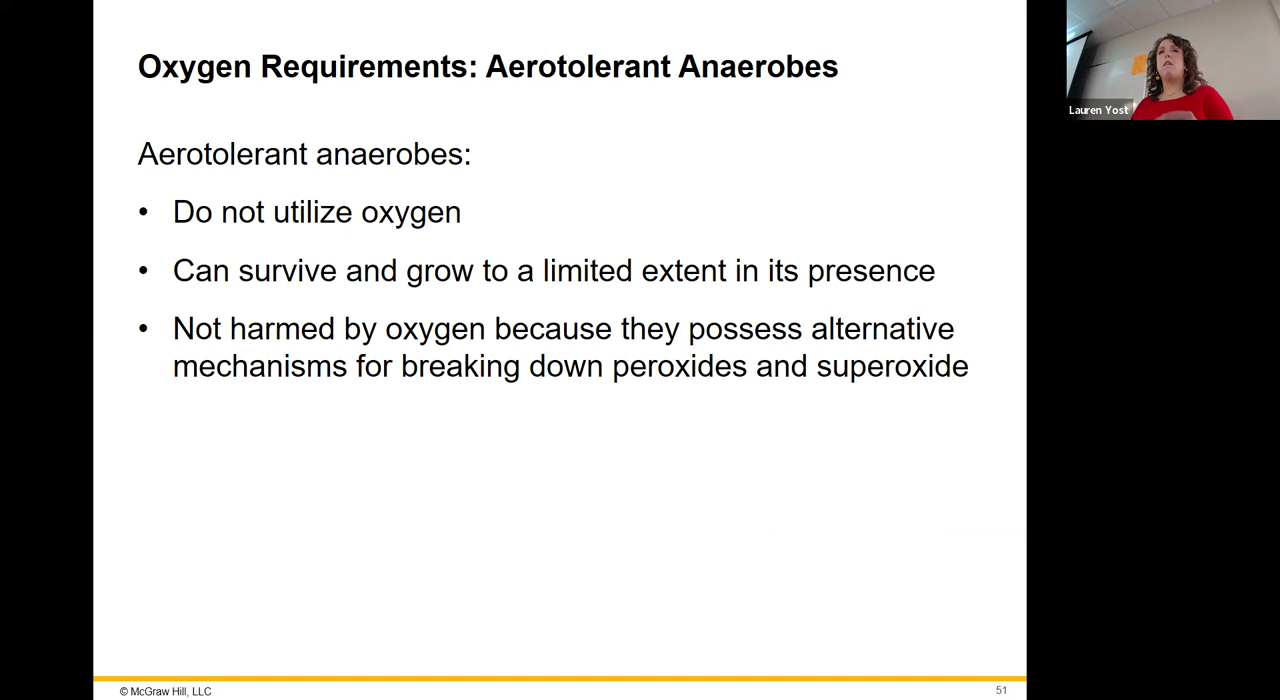 Oxygen Requirements: Aerotolerant Anaerobes
Lauren Yost
Aerotolerant anaerobes:
• Do not utilize oxygen
• Can survive and grow to a limited extent in its presence
• Not harmed by oxygen because they possess alternative
mechanisms for breaking down peroxides and superoxide
© McGraw Hill, LLC
51